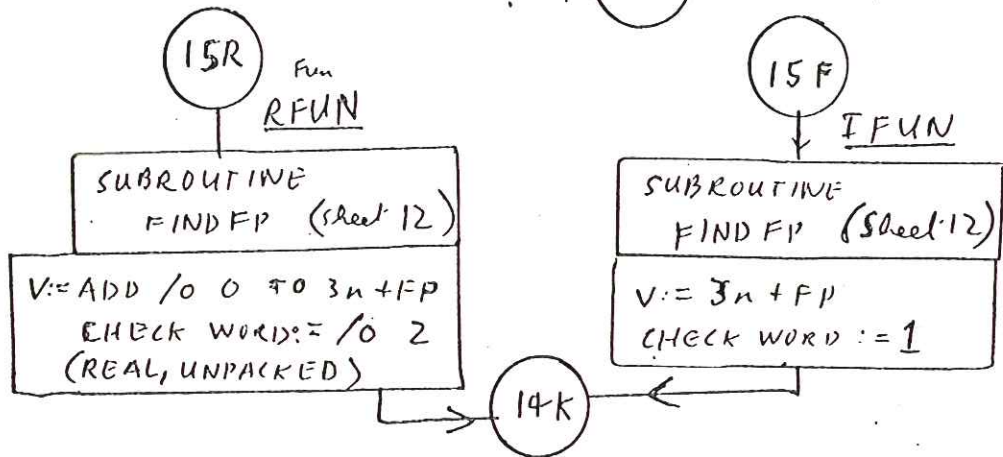 15R
Fun
RFUN
SUBROUTINE
FINDFP (Sheet 12)
V:= ADD /0 0 TO 3n+FP
CHECK WORD:= /0 2
(REAL, UNPACKED)
15F
IFUN
SUBROUTINE
FINDFP (Sheet 12)
V:= 3n + FP
CHECK WORD := 1
14K